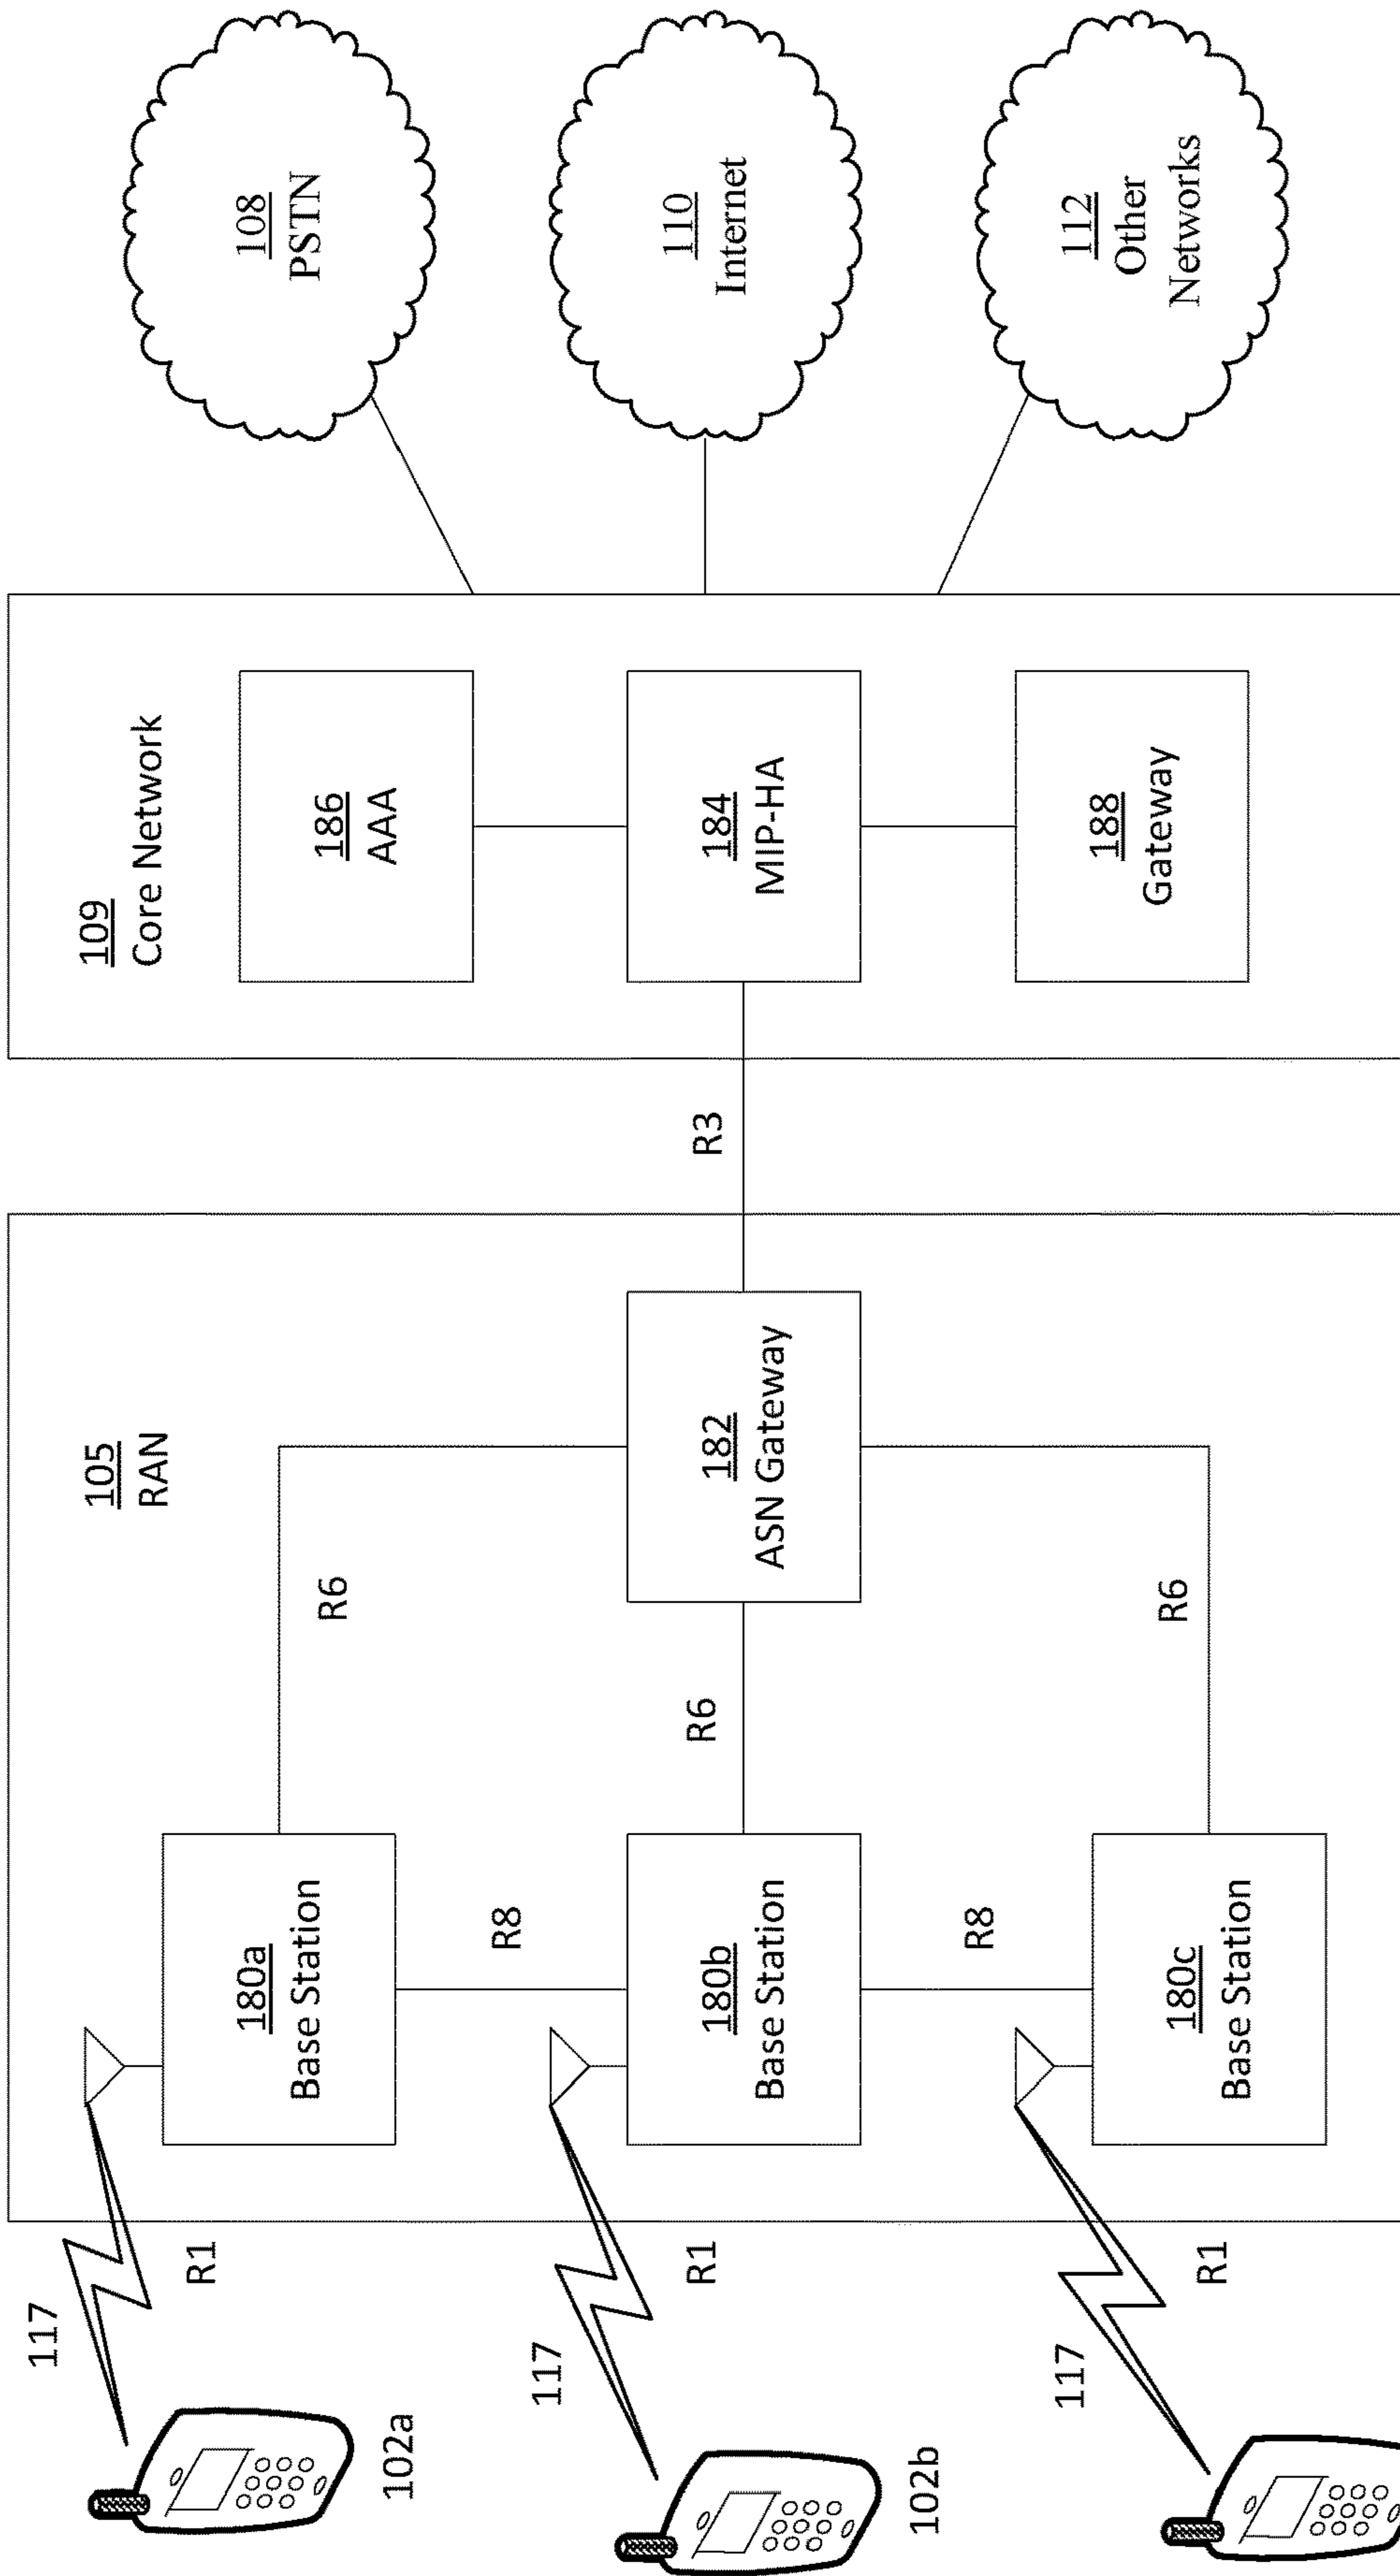 117
R1
102a
117
R1
102b
117
R1
105
RAN
180a
Base Station
R8
180b
Base Station
R8
180c
Base Station
R6
R6
R6
182
ASN Gateway
R3
109
Core Network
186
AAA
184
MIP-HA
188
Gateway
108
PSTN
110
Internet
112
Other
Networks